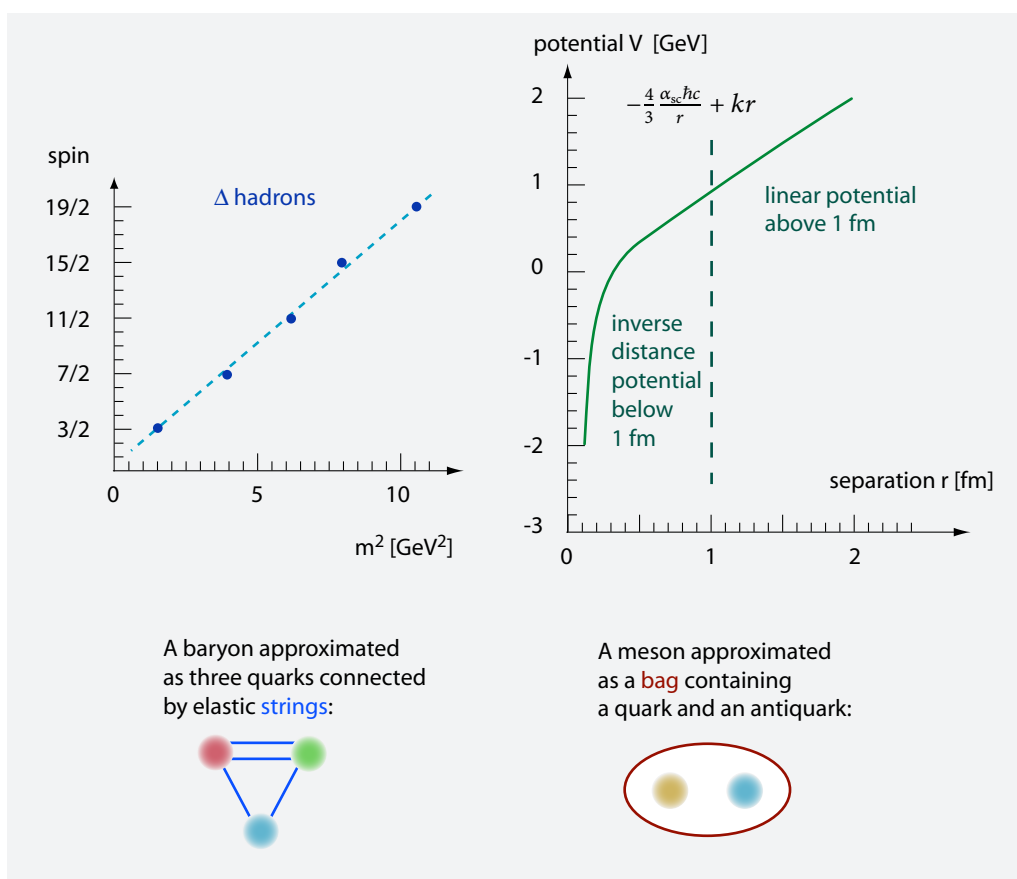 spin
Δ hadrons
19/2
15/2
11/2
7/2
3/2
0
5
10
m² [GeV²]
potential V [GeV]
2
1
0
-1
-2
-3
0
1
2
−4/3 α_sc ħc/r + kr
linear potential
above 1 fm
inverse
distance
potential
below
1 fm
separation r [fm]
A baryon approximated
as three quarks connected
by elastic strings:
A meson approximated
as a bag containing
a quark and an antiquark: